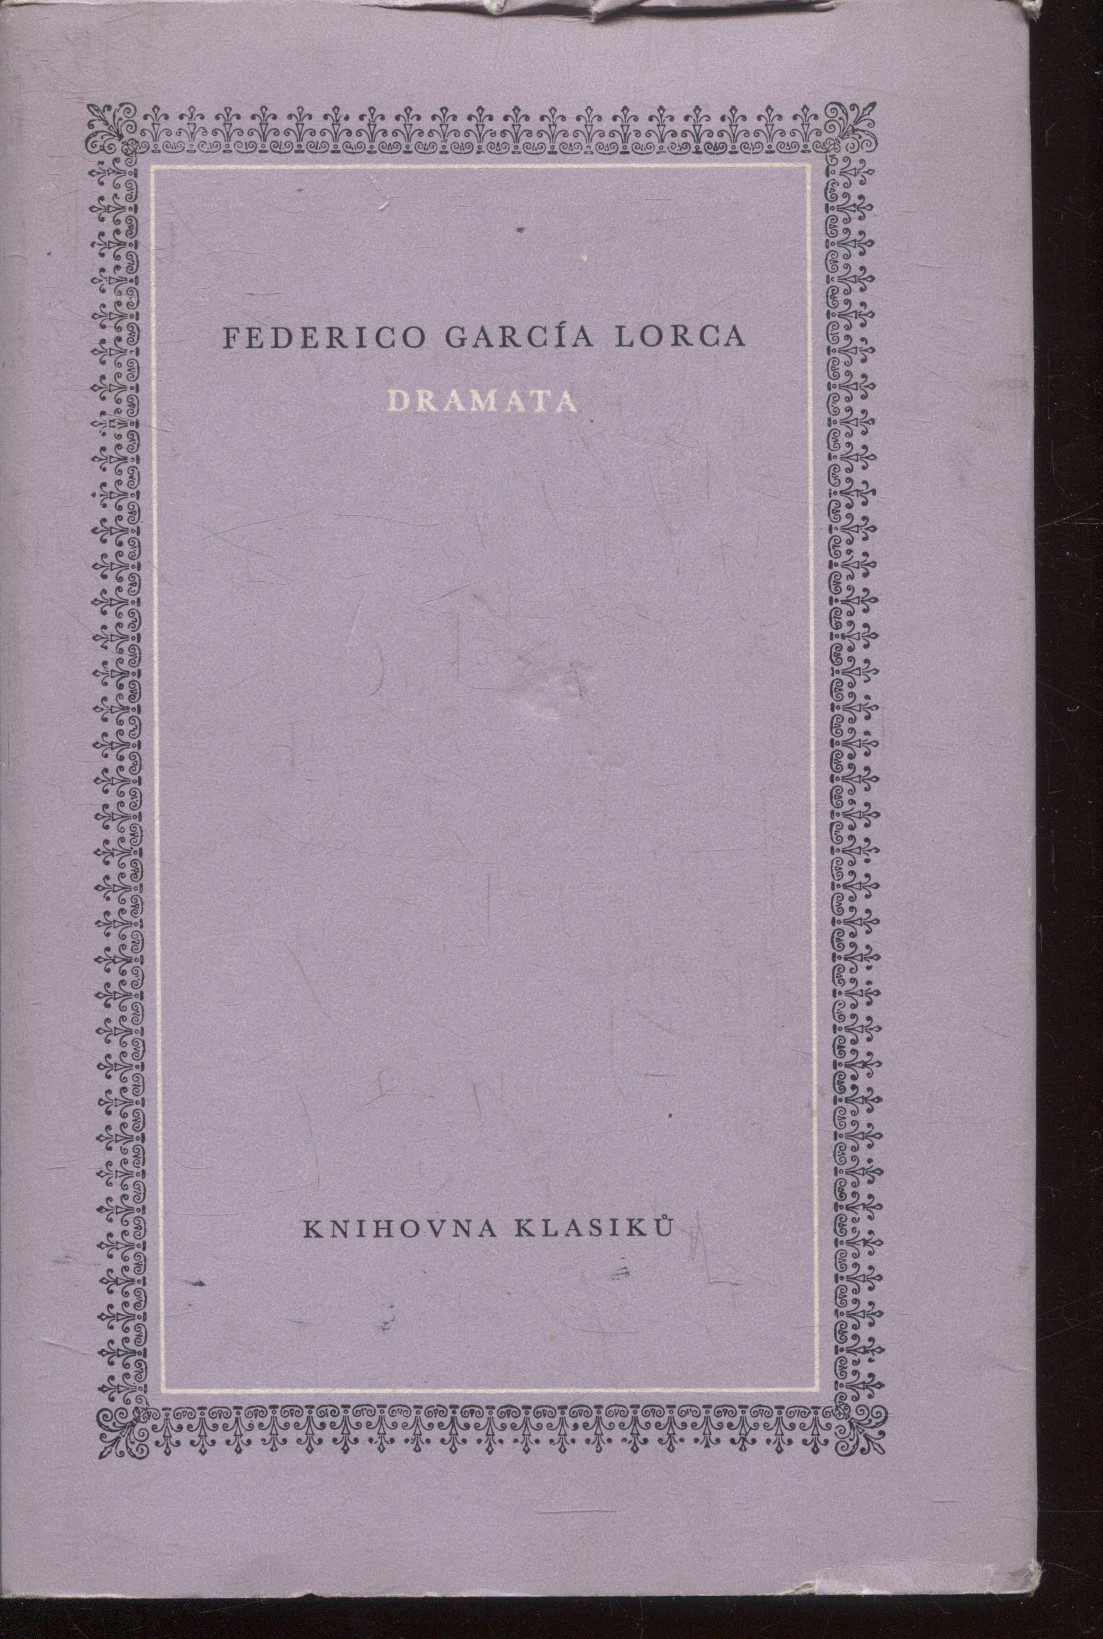 FEDERICO GARCÍA LORCA
DRAMATA
KNIHOVNA KLASIKŮ